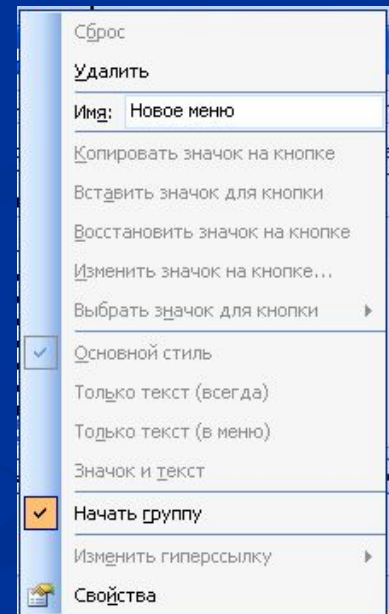 Сброс
Удалить
Имя: Новое меню
Копировать значок на кнопке
Вставить значок для кнопки
Восстановить значок на кнопке
Изменить значок на кнопке...
Выбрать значок для кнопки
Основной стиль
Только текст (всегда)
Только текст (в меню)
Значок и текст
Начать группу
Изменить гиперссылку
Свойства